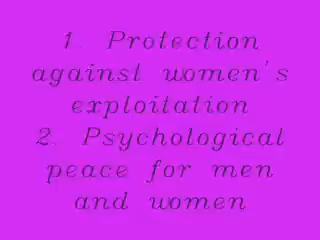 1. Protection
against women's
exploitation
2. Psychological
peace for men
and women